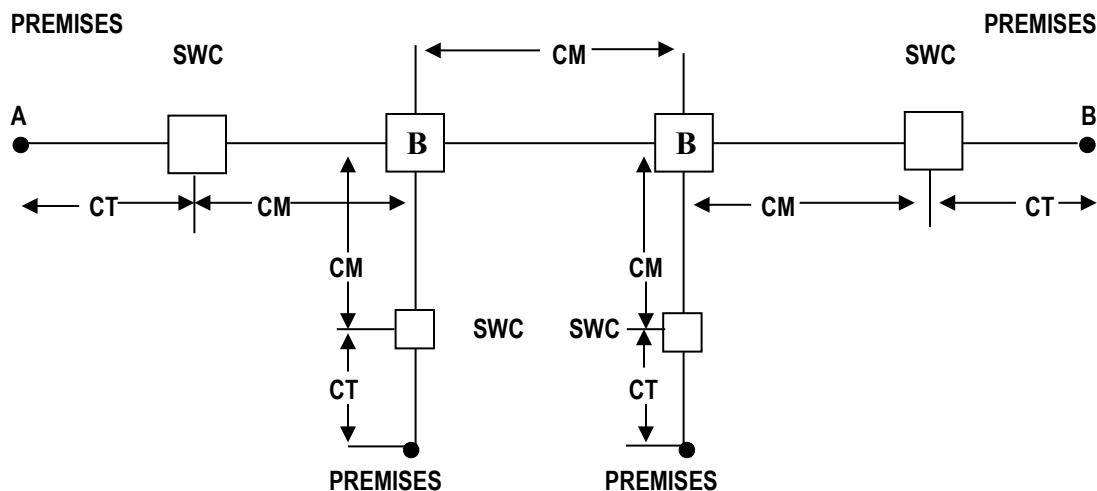 PREMISES PREMISES
SWC CM SWC
A B
B B
CT CM CM CT
CM CM
SWC SWC
CT CT
PREMISES PREMISES